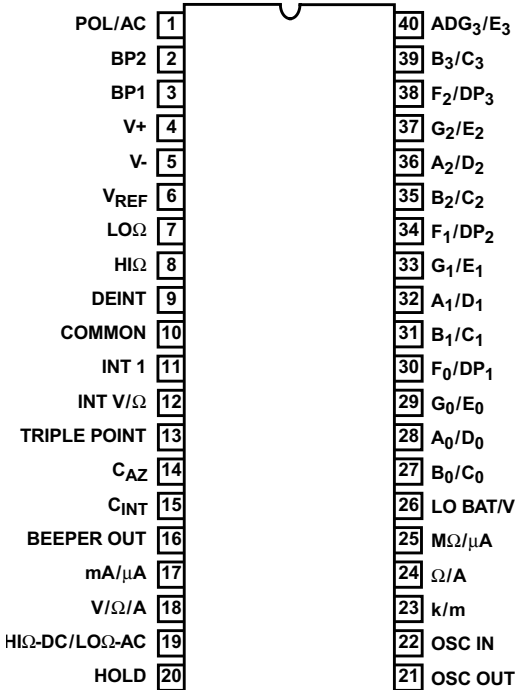 POL/AC 1 40 ADG3/E3
BP2 2 39 B3/C3
BP1 3 38 F2/DP3
V+ 4 37 G2/E2
V- 5 36 A2/D2
VREF 6 35 B2/C2
LOΩ 7 34 F1/DP2
HIΩ 8 33 G1/E1
DEINT 9 32 A1/D1
COMMON 10 31 B1/C1
INT 1 11 30 F0/DP1
INT V/Ω 12 29 G0/E0
TRIPLE POINT 13 28 A0/D0
CAZ 14 27 B0/C0
CINT 15 26 LO BAT/V
BEEPER OUT 16 25 MΩ/μA
mA/μA 17 24 Ω/A
V/Ω/A 18 23 k/m
HIΩ-DC/LOΩ-AC 19 22 OSC IN
HOLD 20 21 OSC OUT